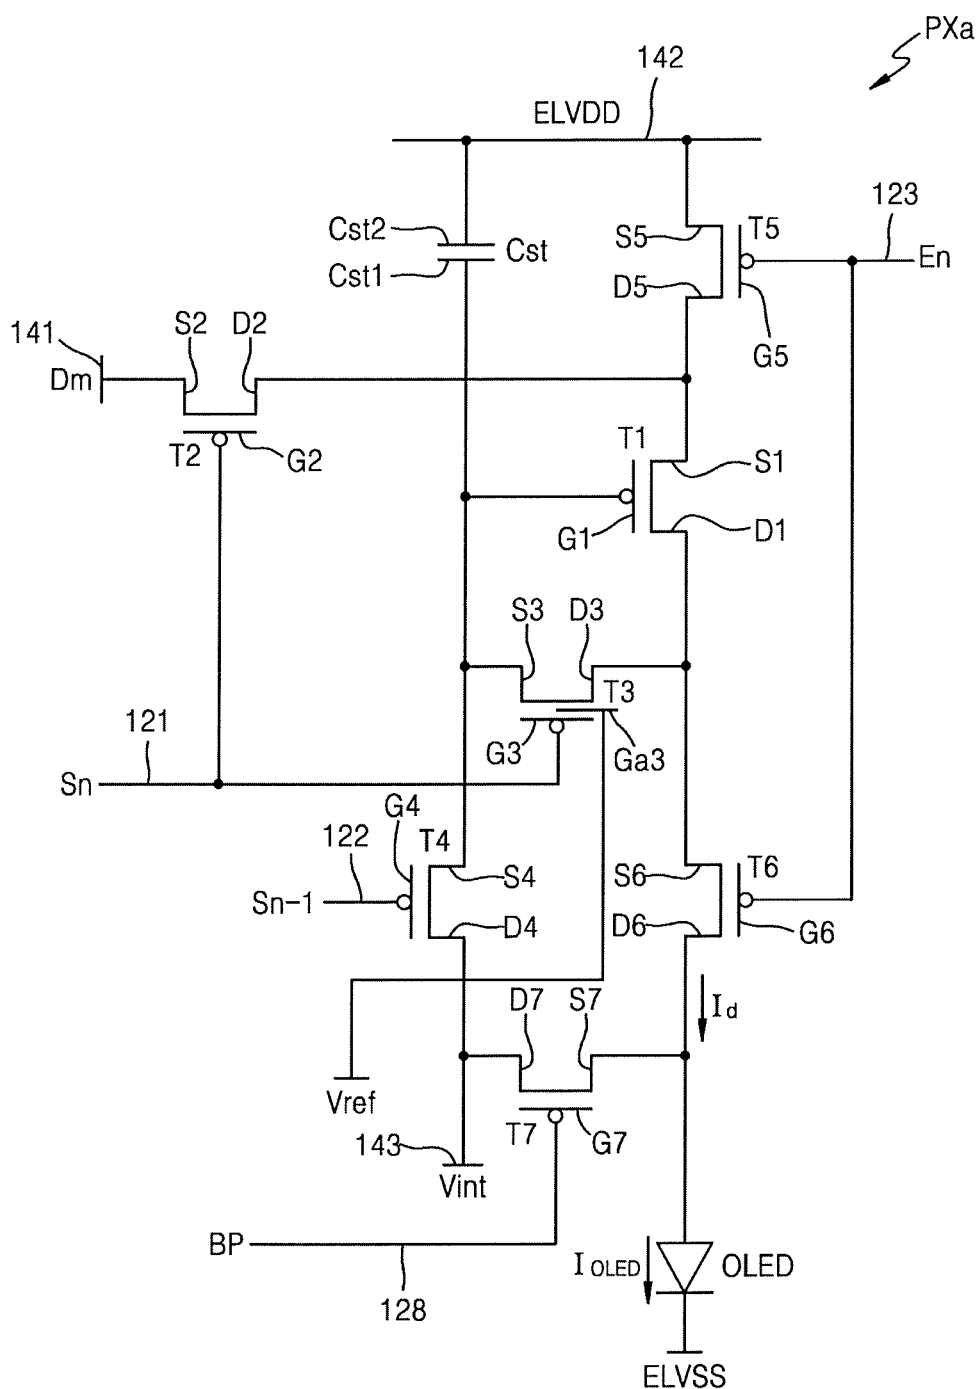 PXa
142
ELVDD
123
Cst2
Cst
Cst1
S5
T5
En
D5
G5
141
S2
D2
Dm
T2
G2
T1
S1
G1
D1
S3
D3
T3
121
G3
Ga3
Sn
G4
122
T4
S4
S6
T6
Sn-1
D4
D6
G6
D7
S7
Id
Vref
T7
G7
143
Vint
BP
IOLED
OLED
128
ELVSS